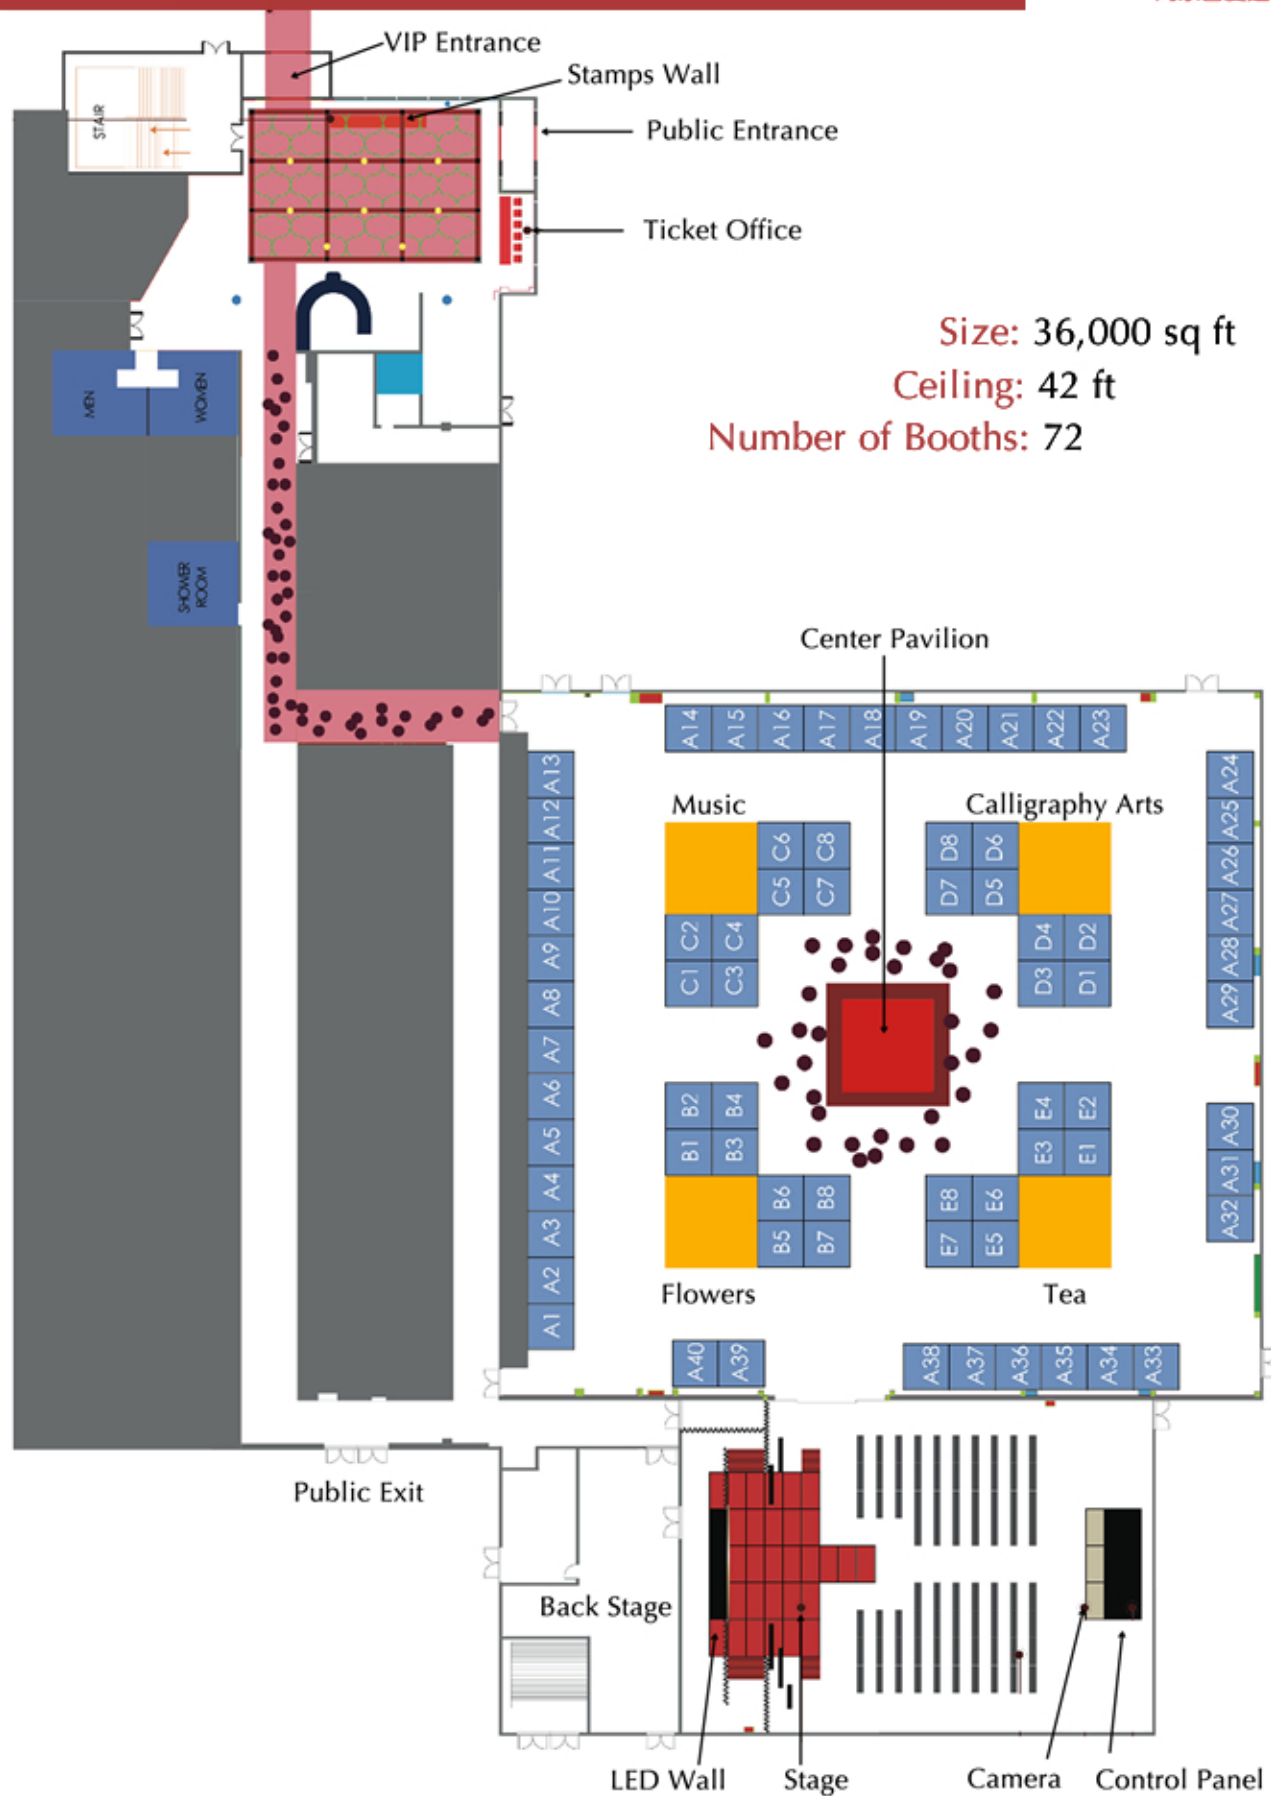 VIP Entrance
Stamps Wall
Public Entrance
STAIR
Ticket Office
Size: 36,000 sq ft
Ceiling: 42 ft
Number of Booths: 72
MEN
WOMEN
SHOWER
ROOM
Center Pavilion
A14 A15 A16 A17 A18 A19 A20 A21 A22 A23
A13
A12
A11
A10
A9
A8
A7
A6
A5
A4
A3
A2
A1
Music
Calligraphy Arts
C6 C8
C5 C7
C2 C4
C1 C3
D8 D6
D7 D5
D4 D2
D3 D1
A24
A25
A26
A27
A28
A29
B2 B4
B1 B3
B6 B8
B5 B7
E4 E2
E3 E1
E8 E6
E7 E5
A30
A31
A32
Flowers
Tea
A40 A39
A38 A37 A36 A35 A34 A33
Public Exit
Back Stage
LED Wall
Stage
Camera
Control Panel